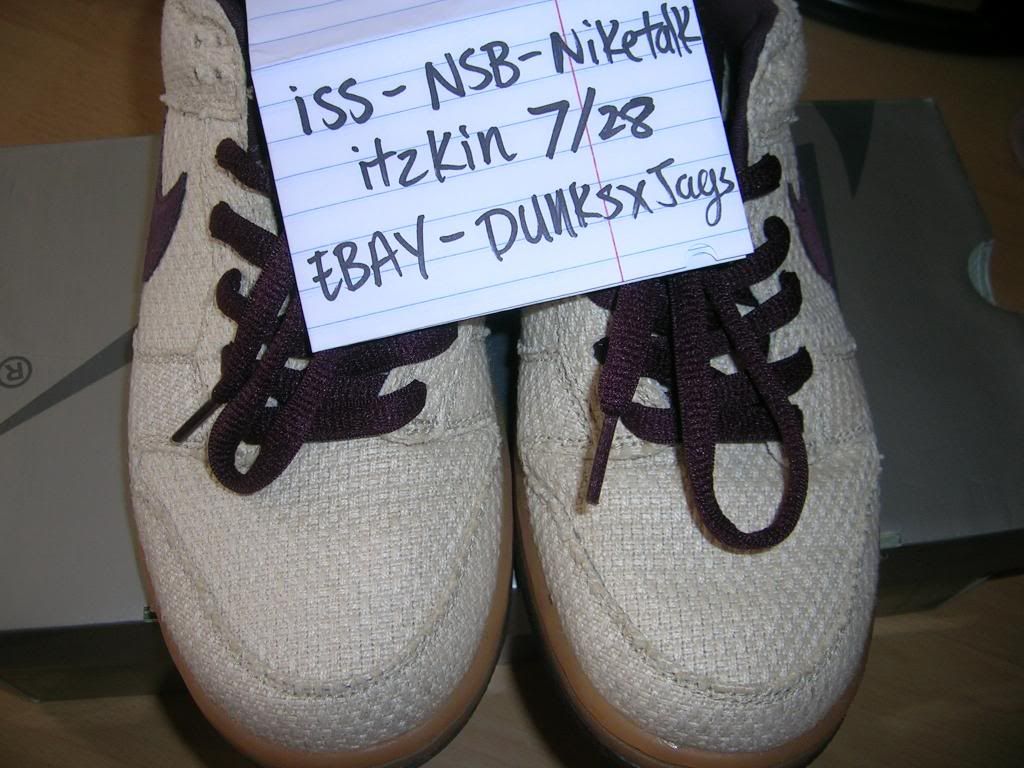 iSS - NSB - Niketalk
itzkin 7/28
EBAY - DUNKSxJags
®